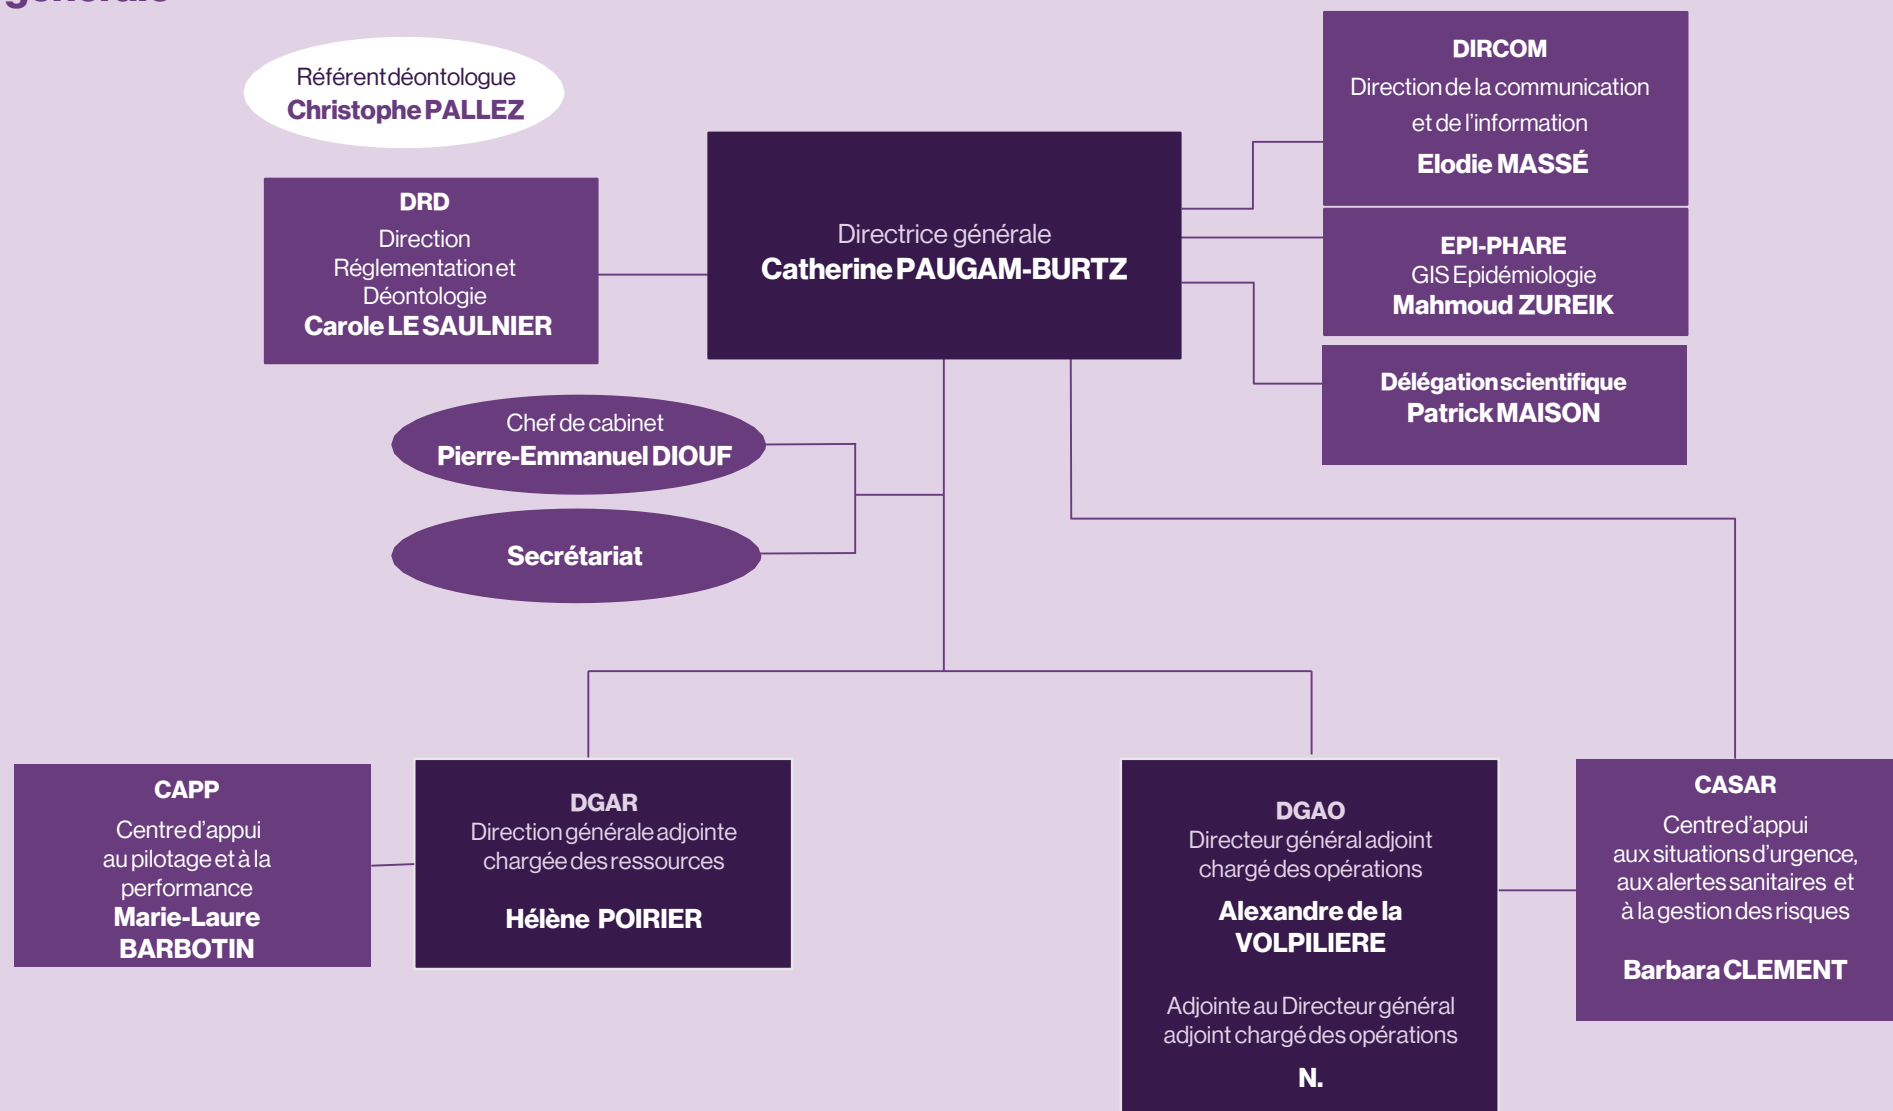 générale
Référent déontologue
Christophe PALLEZ
DRD
Direction
Réglementation et
Déontologie
Carole LE SAULNIER
Directrice générale
Catherine PAUGAM-BURTZ
DIRCOM
Direction de la communication
et de l'information
Elodie MASSÉ
EPI-PHARE
GIS Epidémiologie
Mahmoud ZUREIK
Délégation scientifique
Patrick MAISON
Chef de cabinet
Pierre-Emmanuel DIOUF
Secrétariat
CAPP
Centre d'appui
au pilotage et à la
performance
Marie-Laure
BARBOTIN
DGAR
Direction générale adjointe
chargée des ressources
Hélène POIRIER
DGAO
Directeur général adjoint
chargé des opérations
Alexandre de la
VOLPILIERE
Adjointe au Directeur général
adjoint chargé des opérations
N.
CASAR
Centre d'appui
aux situations d'urgence,
aux alertes sanitaires et
à la gestion des risques
Barbara CLEMENT